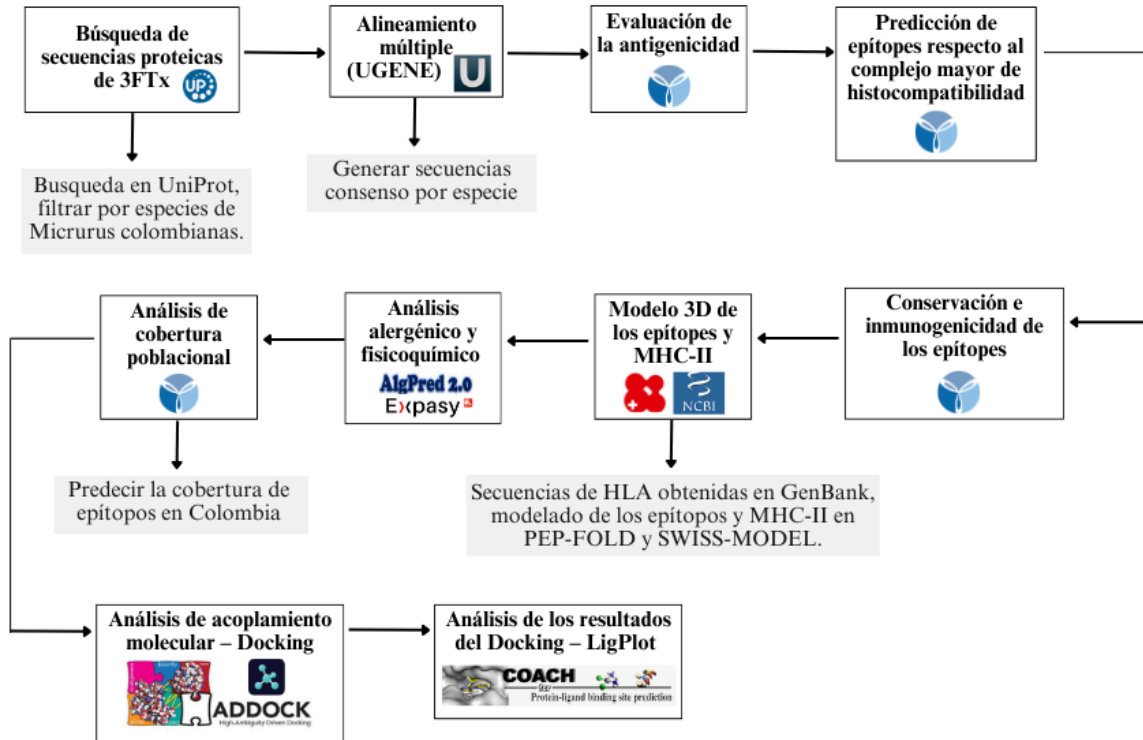 Búsqueda de
secuencias proteicas
de 3FTx
UP
Alineamiento
múltiple
(UGENE)
U
Evaluación de
la antigenicidad
Predicción de
epítopes respecto al
complejo mayor de
histocompatibilidad
Busqueda en UniProt,
filtrar por especies de
Micrurus colombianas.
Generar secuencias
consenso por especie
Análisis de
cobertura
poblacional
Análisis
alergénico y
fisicoquímico
AlgPred 2.0
Expasy
Modelo 3D de
los epítopes y
MHC-II
NCBI
Conservación e
inmunogenicidad de
los epítopes
Predecir la cobertura de
epítopos en Colombia
Secuencias de HLA obtenidas en GenBank,
modelado de los epítopos y MHC-II en
PEP-FOLD y SWISS-MODEL.
Análisis de acoplamiento
molecular – Docking
ADDOCK
High Ambiguity Driven Docking
Análisis de los resultados
del Docking – LigPlot
COACH
for
Protein-ligand binding site prediction